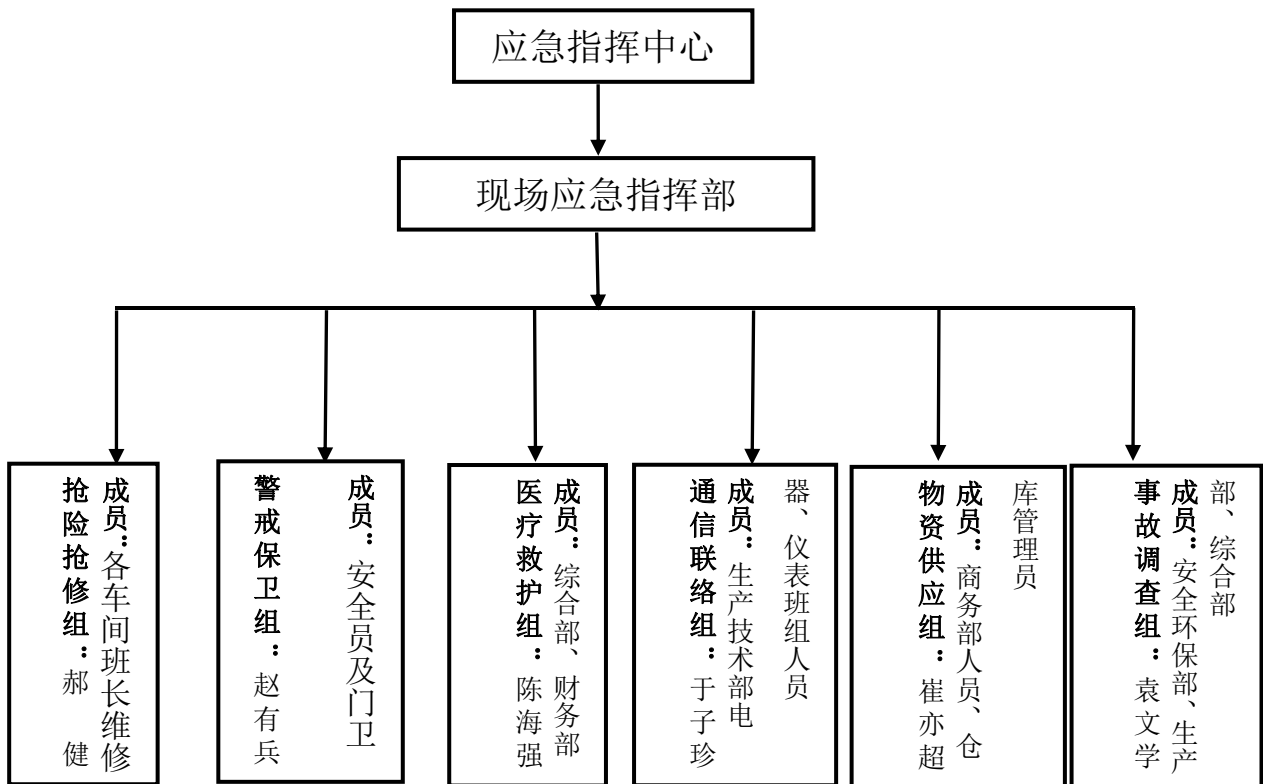 应急指挥中心
现场应急指挥部
抢险抢修组：郝 健
成员：各车间班长维修
警戒保卫组：赵有兵
成员：安全员及门卫
医疗救护组：陈海强
成员：综合部、财务部
通信联络组：于子珍
成员：生产技术部电
器、仪表班组人员
物资供应组：崔亦超
成员：商务部人员、仓
库管理员
事故调查组：袁文学
成员：安全环保部、生产
部、综合部